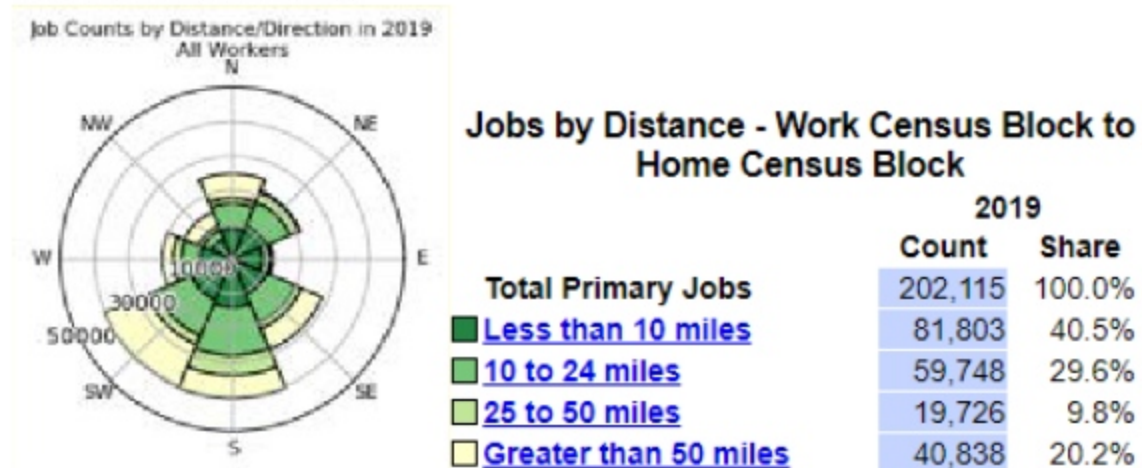 Job Counts by Distance/Direction in 2019
All Workers
N
NW
NE
W
E
10000
30000
50000
SW
SE
S
Jobs by Distance - Work Census Block to
Home Census Block
2019
Count Share
Total Primary Jobs 202,115 100.0%
Less than 10 miles 81,803 40.5%
10 to 24 miles 59,748 29.6%
25 to 50 miles 19,726 9.8%
Greater than 50 miles 40,838 20.2%